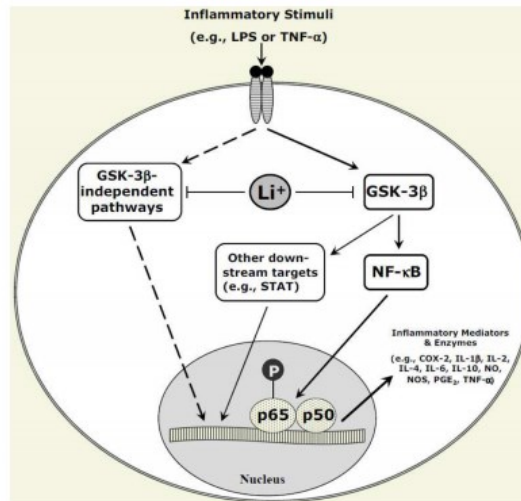 Inflammatory Stimuli
(e.g., LPS or TNF-α)
GSK-3β-
independent
pathways
Li+
GSK-3β
Other down-
stream targets
(e.g., STAT)
NF-κB
Inflammatory Mediators
& Enzymes
(e.g., COX-2, IL-1β, IL-2,
IL-4, IL-6, IL-10, NO,
NOS, PGE₂, TNF-α)
P
p65
p50
Nucleus